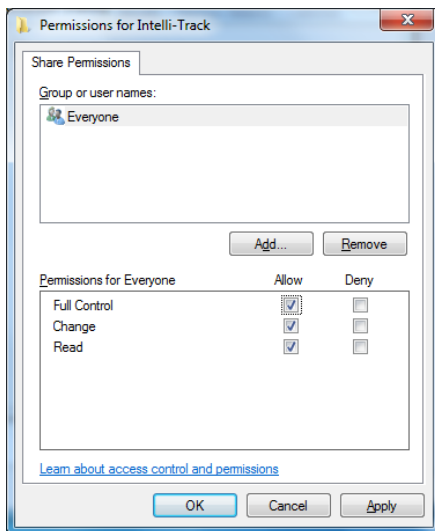 Permissions for Intelli-Track
Share Permissions
Group or user names:
Everyone
Add... Remove
Permissions for Everyone Allow Deny
Full Control
Change
Read
Learn about access control and permissions
OK Cancel Apply